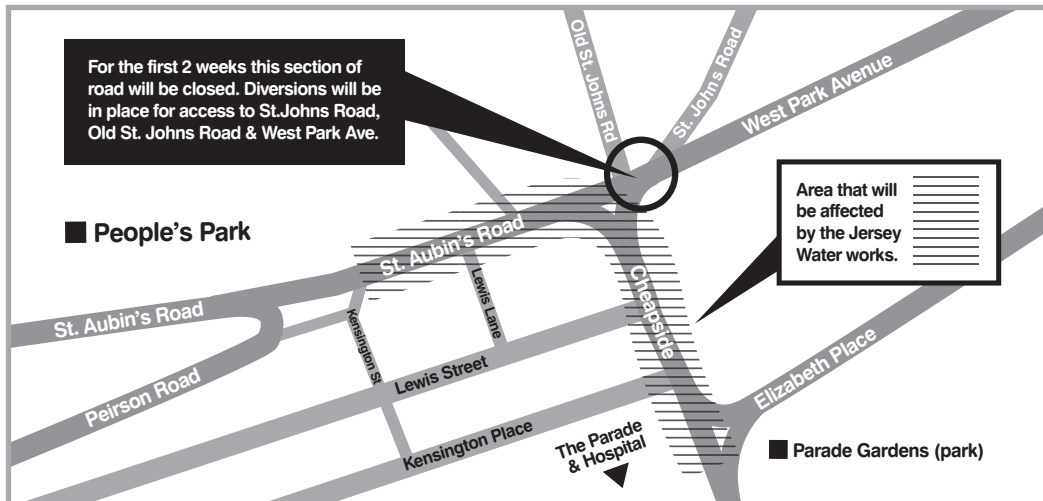 For the first 2 weeks this section of
road will be closed. Diversions will be
in place for access to St.Johns Road,
Old St. Johns Road & West Park Ave.
Old St. Johns Rd
St. Johns Road
West Park Avenue
Area that will
be affected
by the Jersey
Water works.
People's Park
St. Aubin's Road
St. Aubin's Road
Lewis Lane
Cheapside
Kensington St
Peirson Road
Lewis Street
Elizabeth Place
Kensington Place
The Parade
& Hospital
Parade Gardens (park)